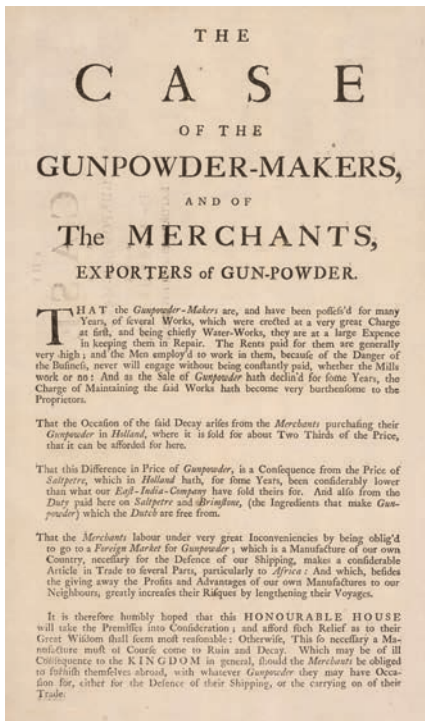 THE
CASE
OF THE
GUNPOWDER-MAKERS,
AND OF
The MERCHANTS,
EXPORTERS of GUN-POWDER.
THAT the Gunpowder-Makers are, and have been poſſeſs'd for many
Years, of ſeveral Works, which were erected at a very great Charge
at firſt, and being chiefly Water-Works, they are at a large Expence
in keeping them in Repair. The Rents paid for them are generally
very high; and the Men employ'd to work in them, becauſe of the Danger of
the Buſineſs, never will engage without being conſtantly paid, whether the Mills
work or no: And as the Sale of Gunpowder hath declin'd for ſome Years, the
Charge of Maintaining the ſaid Works hath become very burthenſome to the
Proprietors.
That the Occaſion of the ſaid Decay ariſes from the Merchants purchaſing their
Gunpowder in Holland, where it is ſold for about Two Thirds of the Price,
that it can be afforded for here.
That this Difference in Price of Gunpowder, is a Conſequence from the Price of
Saltpetre, which in Holland hath, for ſome Years, been conſiderably lower
than what our Eaſt-India-Company have ſold theirs for. And alſo from the
Duty paid here on Saltpetre and Brimſtone, (the Ingredients that make Gun-
powder) which the Dutch are free from.
That the Merchants labour under very great Inconveniencies by being oblig'd
to go to a Foreign Market for Gunpowder; which is a Manufacture of our own
Country, neceſſary for the Defence of our Shipping, makes a conſiderable
Article in Trade to ſeveral Parts, particularly to Africa: And which, beſides
the giving away the Profits and Advantages of our own Manufactures to our
Neighbours, greatly increaſes their Riſques by lengthening their Voyages.
It is therefore humbly hoped that this HONOURABLE HOUSE
will take the Premiſſes into Conſideration; and afford ſuch Relief as to their
Great Wiſdom ſhall ſeem moſt reaſonable: Otherwiſe, This ſo neceſſary a Ma-
nufacture muſt of Courſe come to Ruin and Decay. Which may be of ill
Conſequence to the KINGDOM in general, ſhould the Merchants be obliged
to furniſh themſelves abroad, with whatever Gunpowder they may have Occa-
ſion for, either for the Defence of their Shipping, or the carrying on of their
Trade.